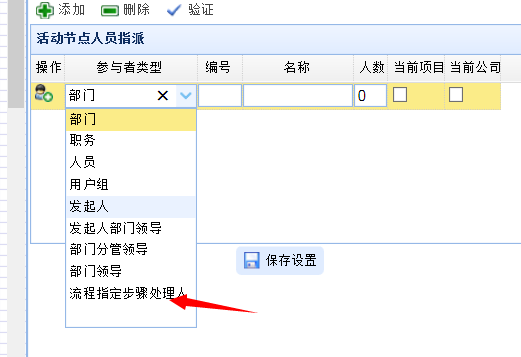 添加 删除 验证
活动节点人员指派
操作 参与者类型 编号 名称 人数 当前项目 当前公司
部门 0
部门
职务
人员
用户组
发起人
发起人部门领导
部门分管领导
部门领导
流程指定步骤处理人
保存设置